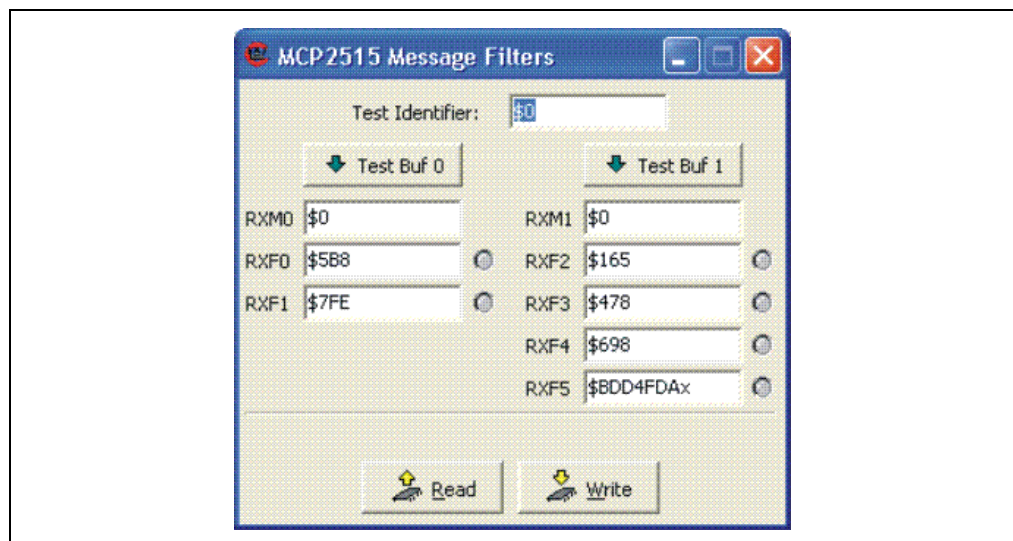 MCP2515 Message Filters
Test Identifier: $0
Test Buf 0 Test Buf 1
RXM0 $0 RXM1 $0
RXF0 $5B8 RXF2 $165
RXF1 $7FE RXF3 $478
RXF4 $698
RXF5 $BDD4FDAx
Read Write